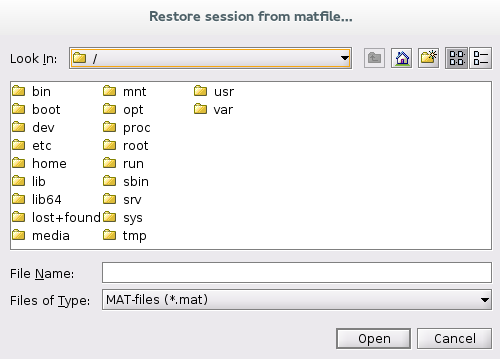 Restore session from matfile...
Look In: /
bin mnt usr
boot opt var
dev proc
etc root
home run
lib sbin
lib64 srv
lost+found sys
media tmp
File Name:
Files of Type: MAT-files (*.mat)
Open Cancel